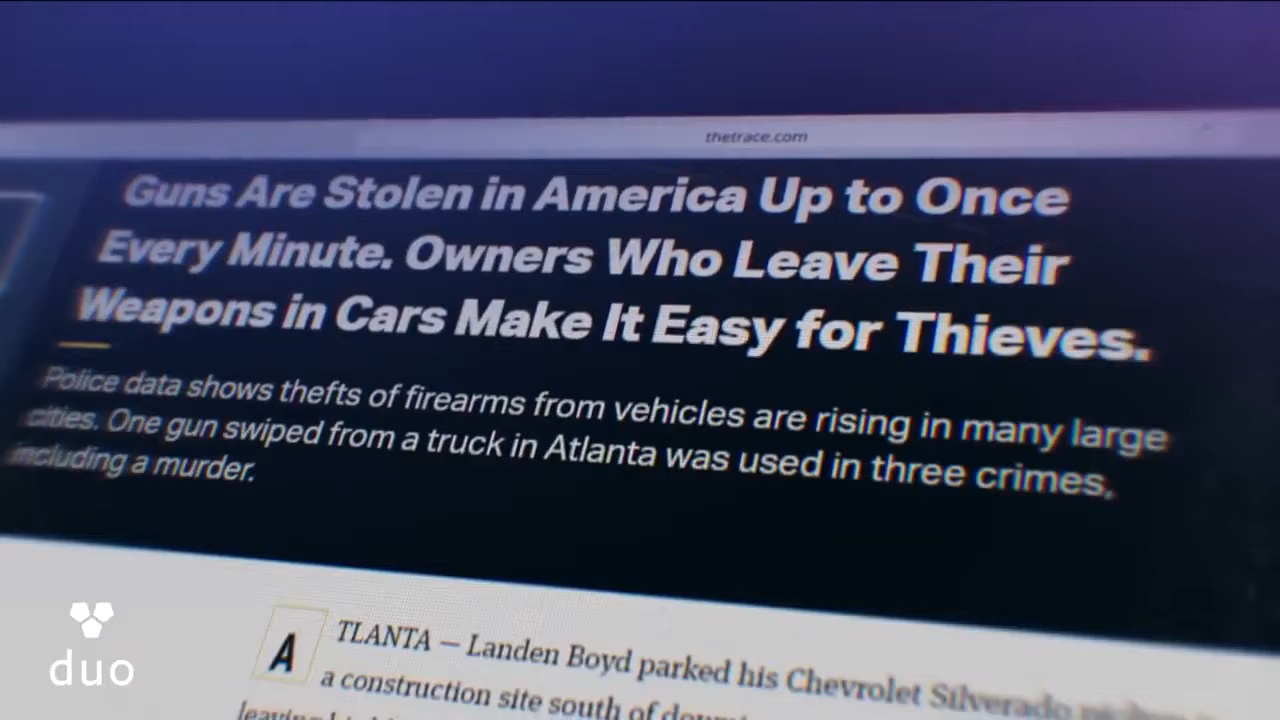 thetrace.com
Guns Are Stolen in America Up to Once
Every Minute. Owners Who Leave Their
Weapons in Cars Make It Easy for Thieves.
Police data shows thefts of firearms from vehicles are rising in many large
cities. One gun swiped from a truck in Atlanta was used in three crimes,
including a murder.
ATLANTA — Landen Boyd parked his Chevrolet Silverado
a construction site south of
duo